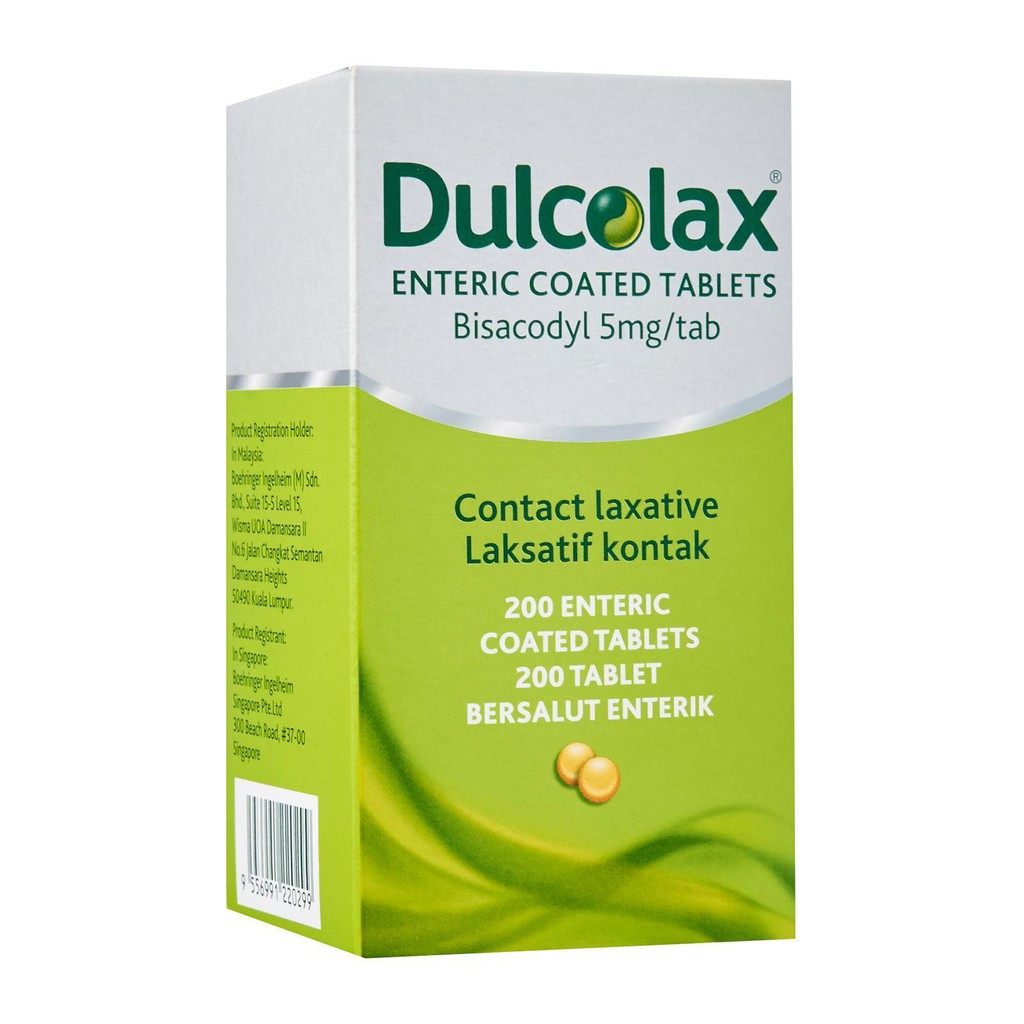 Dulcolax®
ENTERIC COATED TABLETS
Bisacodyl 5mg/tab
Contact laxative
Laksatif kontak
200 ENTERIC
COATED TABLETS
200 TABLET
BERSALUT ENTERIK
Product Registration Holder:
In Malaysia:
Boehringer Ingelheim (M) Sdn.
Bhd., Suite 15-5 Level 15,
Wisma UOA Damansara II
No.6 Jalan Changkat Semantan
Damansara Heights
50490 Kuala Lumpur.
Product Registrant:
In Singapore:
Boehringer Ingelheim
Singapore Pte.Ltd
300 Beach Road, #37-00
Singapore
9 556991 220299